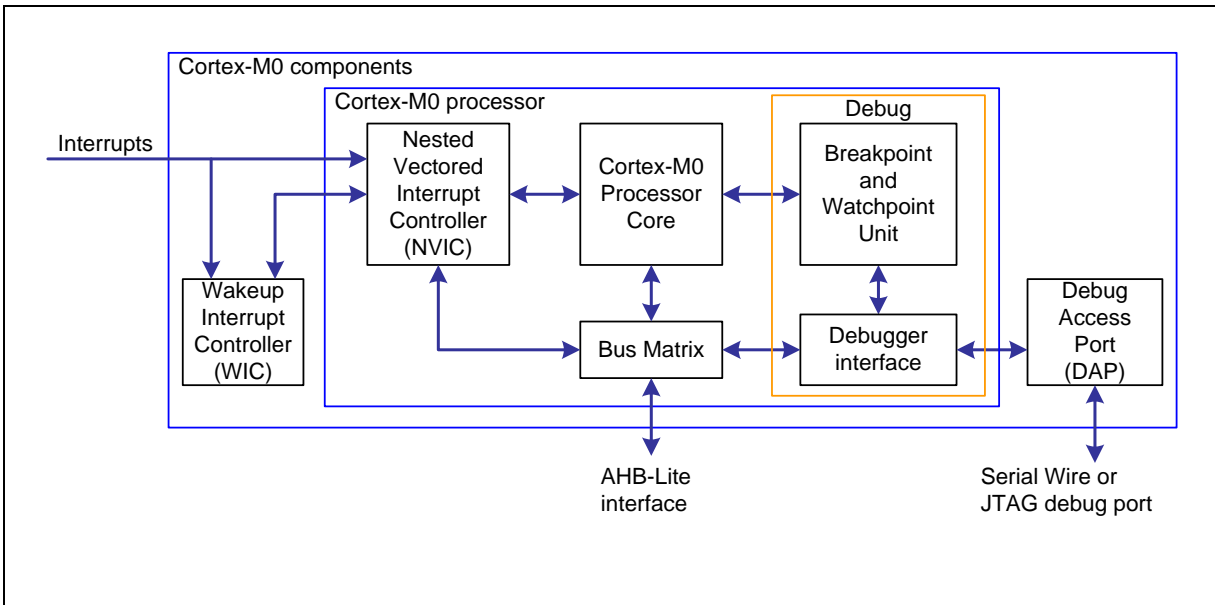 Cortex-M0 components
Cortex-M0 processor
Debug
Interrupts
Nested
Vectored
Interrupt
Controller
(NVIC)
Cortex-M0
Processor
Core
Breakpoint
and
Watchpoint
Unit
Wakeup
Interrupt
Controller
(WIC)
Bus Matrix
Debugger
interface
Debug
Access
Port
(DAP)
AHB-Lite
interface
Serial Wire or
JTAG debug port